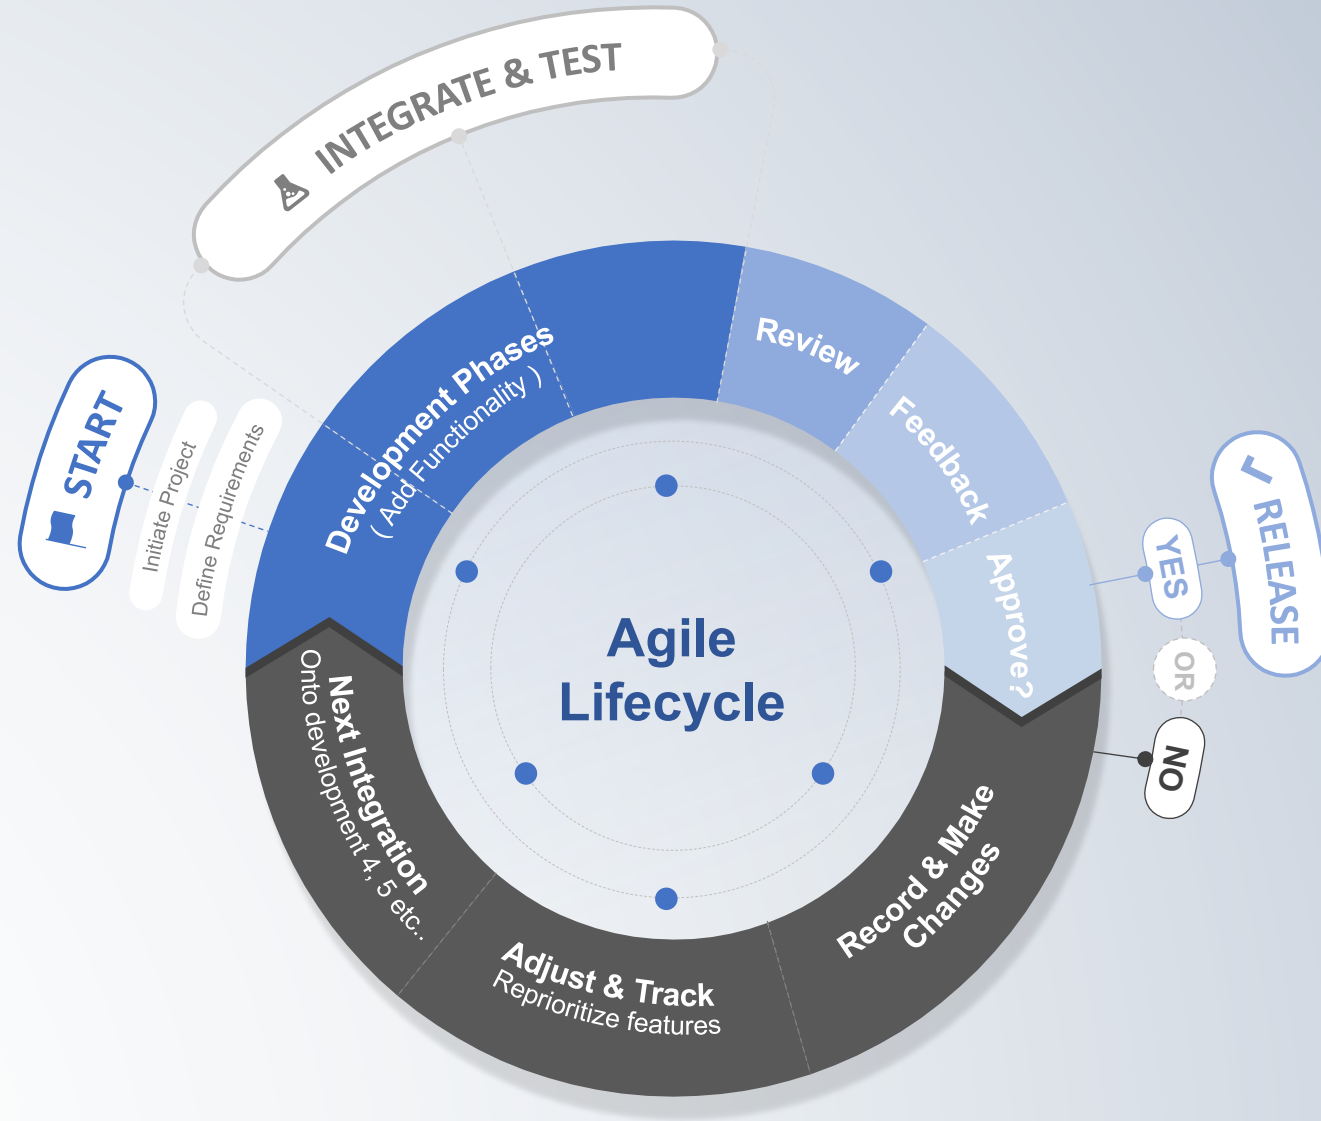 INTEGRATE & TEST
START
Initiate Project
Define Requirements
Development Phases
( Add Functionality )
Review
Feedback
Approve?
YES
OR
NO
RELEASE
Record & Make
Changes
Adjust & Track
Reprioritize features
Next Integration
Onto development 4, 5 etc..
Agile
Lifecycle